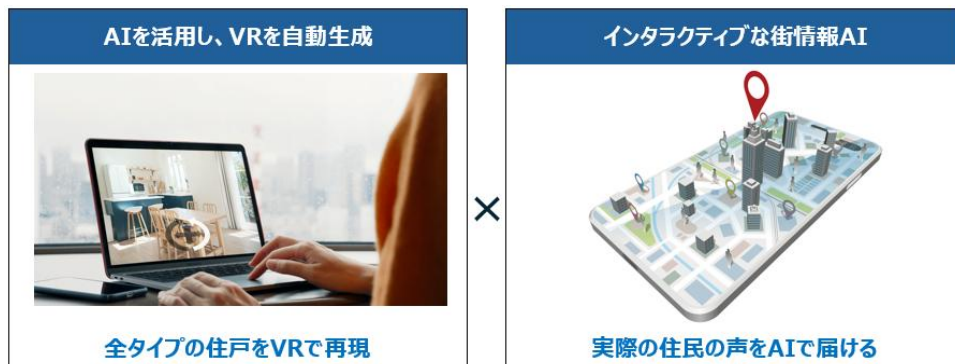 AIを活用し、VRを自動生成
インタラクティブな街情報AI
×
全タイプの住戸をVRで再現
実際の住民の声をAIで届ける